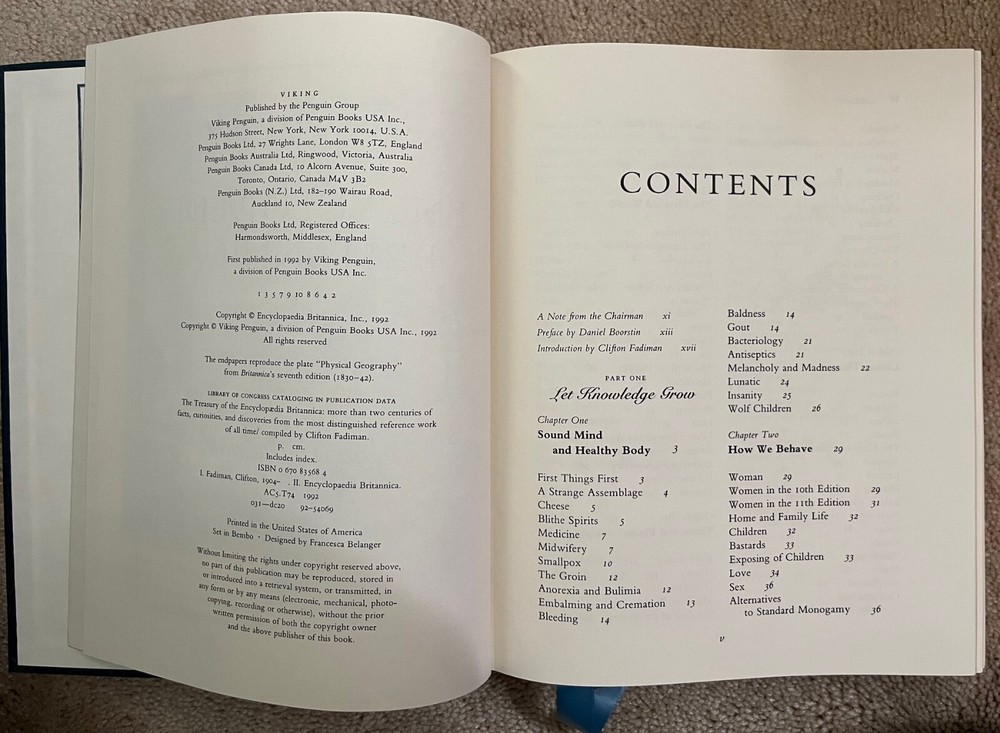 VIKING
Published by the Penguin Group
Viking Penguin, a division of Penguin Books USA Inc.,
375 Hudson Street, New York, New York 10014, U.S.A.
Penguin Books Ltd, 27 Wrights Lane, London W8 5TZ, England
Penguin Books Australia Ltd, Ringwood, Victoria, Australia
Penguin Books Canada Ltd, 10 Alcorn Avenue, Suite 300,
Toronto, Ontario, Canada M4V 3B2
Penguin Books (N.Z.) Ltd, 182–190 Wairau Road,
Auckland 10, New Zealand
Penguin Books Ltd, Registered Offices:
Harmondsworth, Middlesex, England
First published in 1992 by Viking Penguin,
a division of Penguin Books USA Inc.
1 3 5 7 9 10 8 6 4 2
Copyright © Encyclopaedia Britannica, Inc., 1992
Copyright © Viking Penguin, a division of Penguin Books USA Inc., 1992
All rights reserved
The endpapers reproduce the plate "Physical Geography"
from Britannica's seventh edition (1830–42).
LIBRARY OF CONGRESS CATALOGING IN PUBLICATION DATA
The Treasury of the Encyclopædia Britannica: more than two centuries of
facts, curiosities, and discoveries from the most distinguished reference work
of all time/ compiled by Clifton Fadiman.
p. cm.
Includes index.
ISBN 0 670 83568 4
I. Fadiman, Clifton, 1904– . II. Encyclopaedia Britannica.
AC5.T74 1992
031—dc20 92-54069
Printed in the United States of America
Set in Bembo · Designed by Francesca Belanger
Without limiting the rights under copyright reserved above,
no part of this publication may be reproduced, stored in
or introduced into a retrieval system, or transmitted, in
any form or by any means (electronic, mechanical, photo-
copying, recording or otherwise), without the prior
written permission of both the copyright owner
and the above publisher of this book.
CONTENTS
A Note from the Chairman xi
Preface by Daniel Boorstin xiii
Introduction by Clifton Fadiman xvii
PART ONE
Let Knowledge Grow
Chapter One
Sound Mind
and Healthy Body 3
First Things First 3
A Strange Assemblage 4
Cheese 5
Blithe Spirits 5
Medicine 7
Midwifery 7
Smallpox 10
The Groin 12
Anorexia and Bulimia 12
Embalming and Cremation 13
Bleeding 14
Baldness 14
Gout 14
Bacteriology 21
Antiseptics 21
Melancholy and Madness 22
Lunatic 24
Insanity 25
Wolf Children 26
Chapter Two
How We Behave 29
Woman 29
Women in the 10th Edition 29
Women in the 11th Edition 31
Home and Family Life 32
Children 32
Bastards 33
Exposing of Children 33
Love 34
Sex 36
Alternatives
to Standard Monogamy 36
v